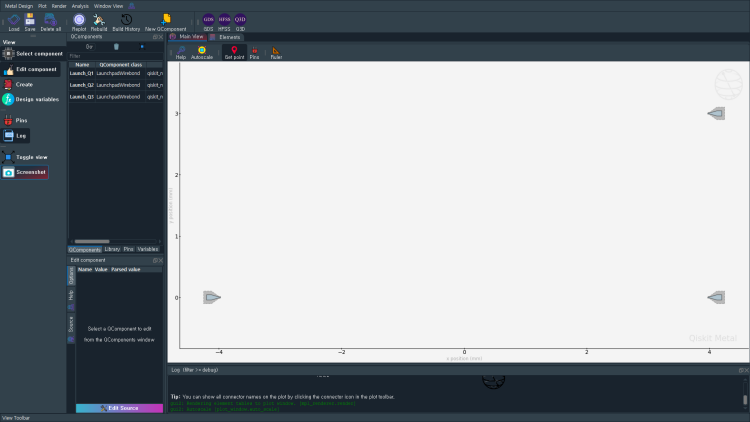 Metal Design Plot Render Analysis Window View
Load Save Delete all Replot Rebuild Build History New QComponent GDS HFSS Q3D
GDS HFSS Q3D
View
Select component
Edit component
Create
Design variables
Pins
Log
Toggle view
Screenshot
QComponents
Filter
Name QComponent class
Launch_Q1 LaunchpadWirebond qiskit_m
Launch_Q2 LaunchpadWirebond qiskit_m
Launch_Q3 LaunchpadWirebond qiskit_m
QComponents Library Pins Variables
Edit component
Options
Help
Source
Name Value Parsed value
Select a QComponent to edit
from the QComponents window
Edit Source
Main View Elements
Help Autoscale Get point Pins Ruler
3
2
1
0
y position (mm)
−4 −2 0 2 4
x position (mm)
Qiskit Metal
Log (filter >= debug)
Tip: You can show all connector names on the plot by clicking the connector icon in the plot toolbar.
View Toolbar